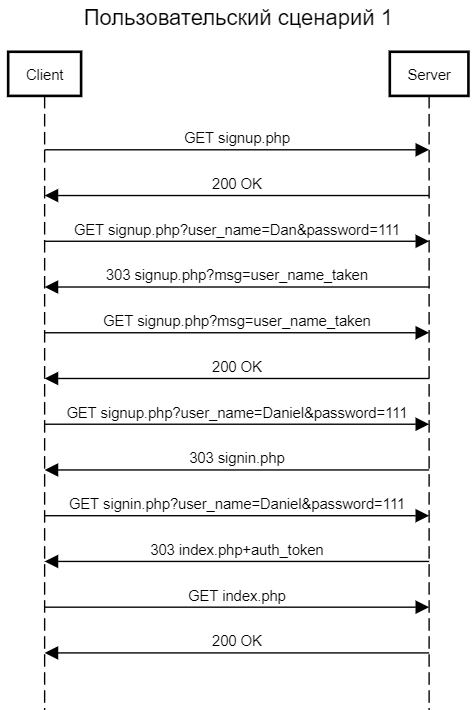 Пользовательский сценарий 1
Client
Server
GET signup.php
200 OK
GET signup.php?user_name=Dan&password=111
303 signup.php?msg=user_name_taken
GET signup.php?msg=user_name_taken
200 OK
GET signup.php?user_name=Daniel&password=111
303 signin.php
GET signin.php?user_name=Daniel&password=111
303 index.php+auth_token
GET index.php
200 OK